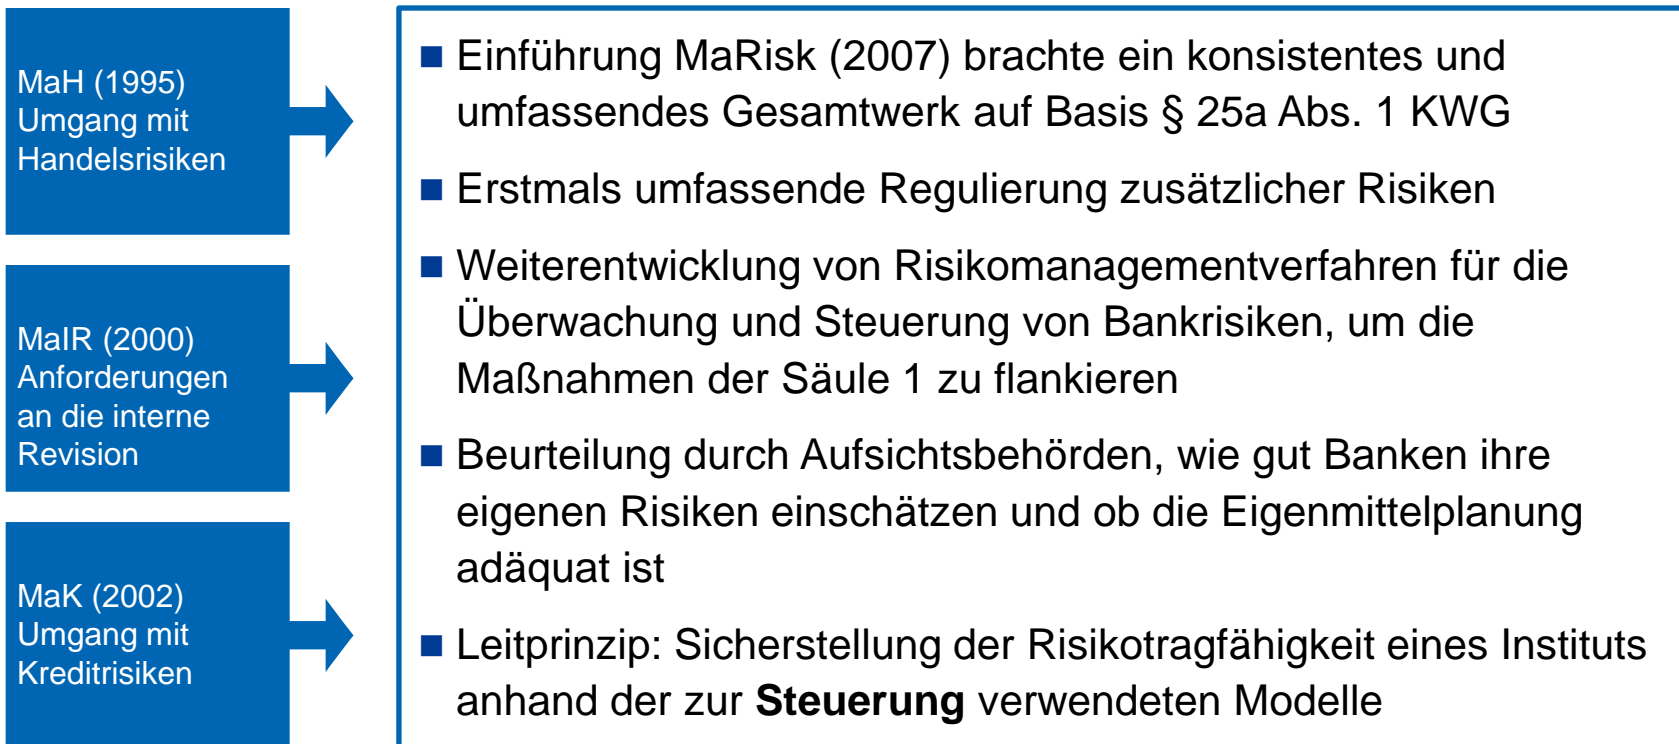 MaH (1995)
Umgang mit
Handelsrisiken
MaIR (2000)
Anforderungen
an die interne
Revision
MaK (2002)
Umgang mit
Kreditrisiken
■ Einführung MaRisk (2007) brachte ein konsistentes und
umfassendes Gesamtwerk auf Basis § 25a Abs. 1 KWG
■ Erstmals umfassende Regulierung zusätzlicher Risiken
■ Weiterentwicklung von Risikomanagementverfahren für die
Überwachung und Steuerung von Bankrisiken, um die
Maßnahmen der Säule 1 zu flankieren
■ Beurteilung durch Aufsichtsbehörden, wie gut Banken ihre
eigenen Risiken einschätzen und ob die Eigenmittelplanung
adäquat ist
■ Leitprinzip: Sicherstellung der Risikotragfähigkeit eines Instituts
anhand der zur Steuerung verwendeten Modelle